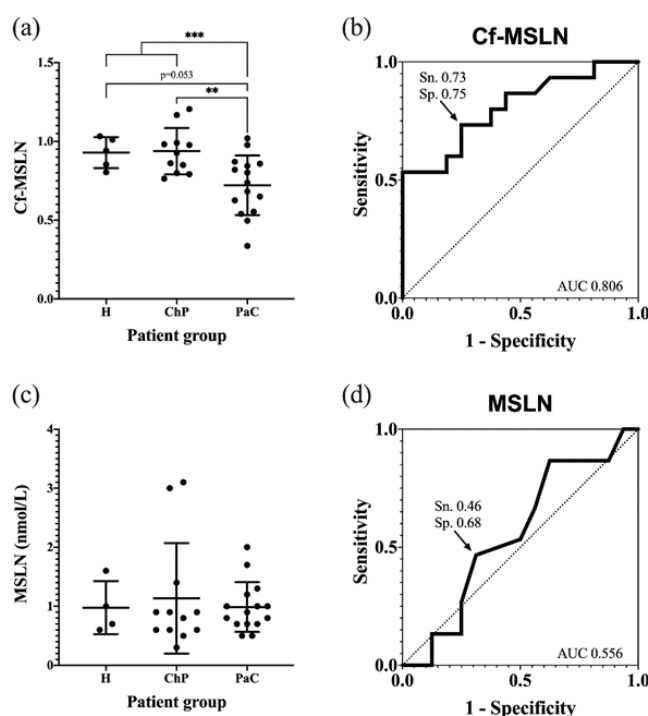 (a)
***
p=0.053
**
1.5
1.0
0.5
0.0
Cf-MSLN
H ChP PaC
Patient group
(b)
Cf-MSLN
Sn. 0.73
Sp. 0.75
1.0
0.5
0.0
Sensitivity
AUC 0.806
0.0 0.5 1.0
1 - Specificity
(c)
4
3
2
1
0
MSLN (nmol/L)
H ChP PaC
Patient group
(d)
MSLN
Sn. 0.46
Sp. 0.68
1.0
0.5
0.0
Sensitivity
AUC 0.556
0.0 0.5 1.0
1 - Specificity